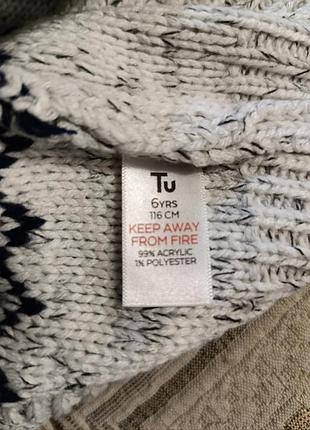 Tu
6YRS
116 CM
KEEP AWAY
FROM FIRE
99% ACRYLIC
1% POLYESTER